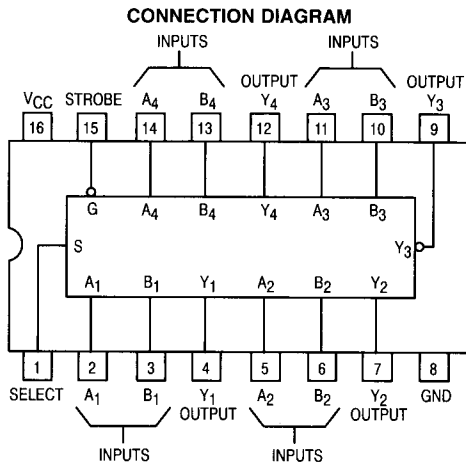 CONNECTION DIAGRAM
INPUTS INPUTS
OUTPUT OUTPUT
VCC STROBE A4 B4 Y4 A3 B3 Y3
16 15 14 13 12 11 10 9
G A4 B4 Y4 A3 B3
S Y3
A1 B1 Y1 A2 B2 Y2
1 2 3 4 5 6 7 8
SELECT A1 B1 Y1 A2 B2 Y2 GND
OUTPUT OUTPUT
INPUTS INPUTS